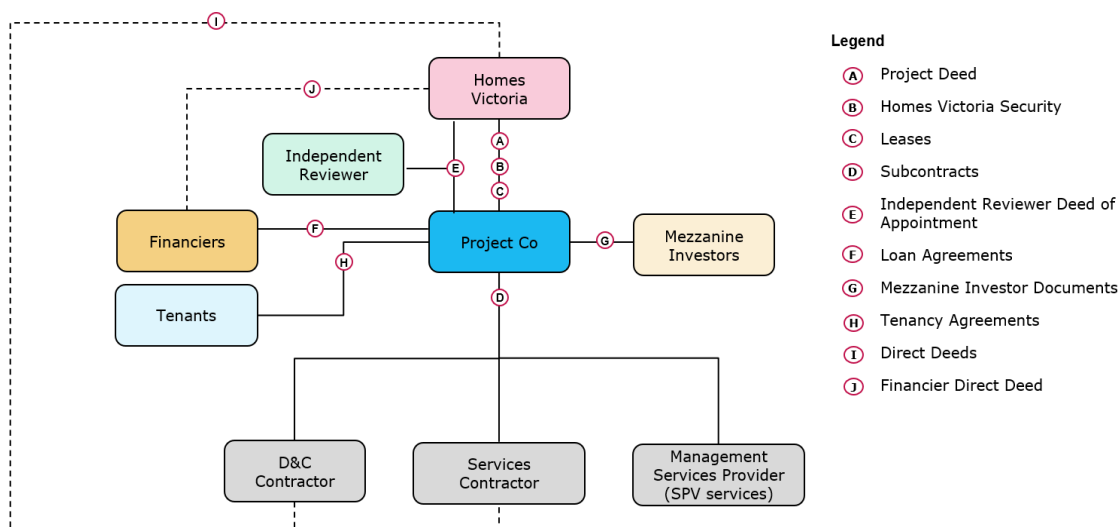 I
Homes
Victoria
J
A
Independent
Reviewer
E
B
C
Financiers
F
Project Co
G
Mezzanine
Investors
H
Tenants
D
D&C
Contractor
Services
Contractor
Management
Services Provider
(SPV services)
Legend
A Project Deed
B Homes Victoria Security
C Leases
D Subcontracts
E Independent Reviewer Deed of
Appointment
F Loan Agreements
G Mezzanine Investor Documents
H Tenancy Agreements
I Direct Deeds
J Financier Direct Deed